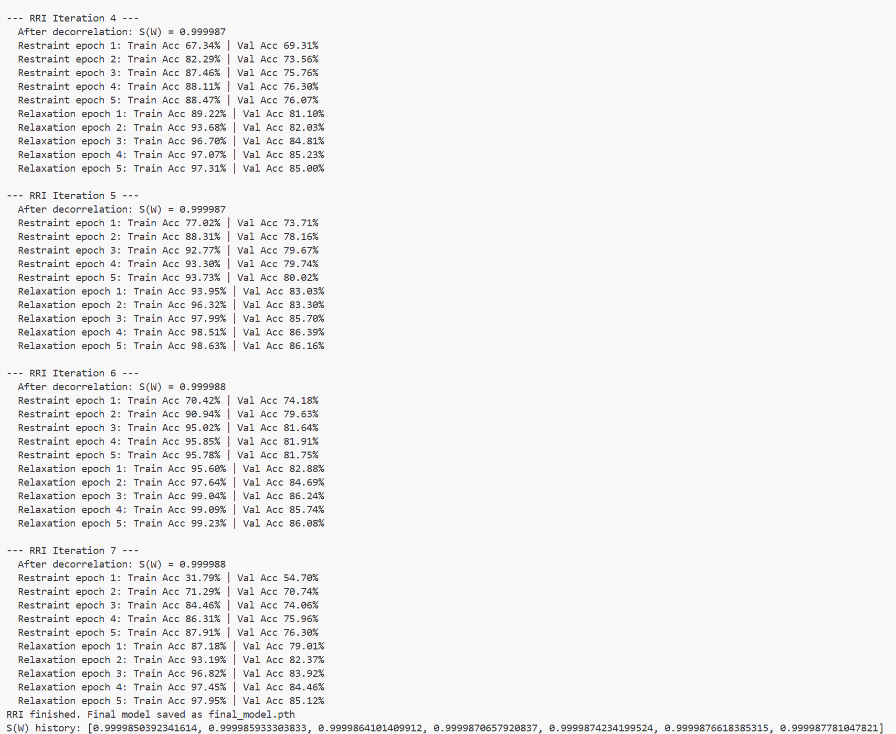 --- RRI Iteration 4 ---
After decorrelation: S(W) = 0.999987
Restraint epoch 1: Train Acc 67.34% | Val Acc 69.31%
Restraint epoch 2: Train Acc 82.29% | Val Acc 73.56%
Restraint epoch 3: Train Acc 87.46% | Val Acc 75.76%
Restraint epoch 4: Train Acc 88.11% | Val Acc 76.30%
Restraint epoch 5: Train Acc 88.47% | Val Acc 76.07%
Relaxation epoch 1: Train Acc 89.22% | Val Acc 81.10%
Relaxation epoch 2: Train Acc 93.68% | Val Acc 82.03%
Relaxation epoch 3: Train Acc 96.70% | Val Acc 84.81%
Relaxation epoch 4: Train Acc 97.07% | Val Acc 85.23%
Relaxation epoch 5: Train Acc 97.31% | Val Acc 85.00%
--- RRI Iteration 5 ---
After decorrelation: S(W) = 0.999987
Restraint epoch 1: Train Acc 77.02% | Val Acc 73.71%
Restraint epoch 2: Train Acc 88.31% | Val Acc 78.16%
Restraint epoch 3: Train Acc 92.77% | Val Acc 79.67%
Restraint epoch 4: Train Acc 93.30% | Val Acc 79.74%
Restraint epoch 5: Train Acc 93.73% | Val Acc 80.02%
Relaxation epoch 1: Train Acc 93.95% | Val Acc 83.03%
Relaxation epoch 2: Train Acc 96.32% | Val Acc 83.30%
Relaxation epoch 3: Train Acc 97.99% | Val Acc 85.70%
Relaxation epoch 4: Train Acc 98.51% | Val Acc 86.39%
Relaxation epoch 5: Train Acc 98.63% | Val Acc 86.16%
--- RRI Iteration 6 ---
After decorrelation: S(W) = 0.999988
Restraint epoch 1: Train Acc 70.42% | Val Acc 74.18%
Restraint epoch 2: Train Acc 90.94% | Val Acc 79.63%
Restraint epoch 3: Train Acc 95.02% | Val Acc 81.64%
Restraint epoch 4: Train Acc 95.85% | Val Acc 81.91%
Restraint epoch 5: Train Acc 95.78% | Val Acc 81.75%
Relaxation epoch 1: Train Acc 95.60% | Val Acc 82.88%
Relaxation epoch 2: Train Acc 97.64% | Val Acc 84.69%
Relaxation epoch 3: Train Acc 99.04% | Val Acc 86.24%
Relaxation epoch 4: Train Acc 99.09% | Val Acc 85.74%
Relaxation epoch 5: Train Acc 99.23% | Val Acc 86.08%
--- RRI Iteration 7 ---
After decorrelation: S(W) = 0.999988
Restraint epoch 1: Train Acc 31.79% | Val Acc 54.70%
Restraint epoch 2: Train Acc 71.29% | Val Acc 70.74%
Restraint epoch 3: Train Acc 84.46% | Val Acc 74.06%
Restraint epoch 4: Train Acc 86.31% | Val Acc 75.96%
Restraint epoch 5: Train Acc 87.91% | Val Acc 76.30%
Relaxation epoch 1: Train Acc 87.18% | Val Acc 79.01%
Relaxation epoch 2: Train Acc 93.19% | Val Acc 82.37%
Relaxation epoch 3: Train Acc 96.82% | Val Acc 83.92%
Relaxation epoch 4: Train Acc 97.45% | Val Acc 84.46%
Relaxation epoch 5: Train Acc 97.95% | Val Acc 85.12%
RRI finished. Final model saved as final_model.pth
S(W) history: [0.9999850392341614, 0.999985933303833, 0.9999864101409912, 0.9999870657920837, 0.9999874234199524, 0.9999876618385315, 0.999987781047821]